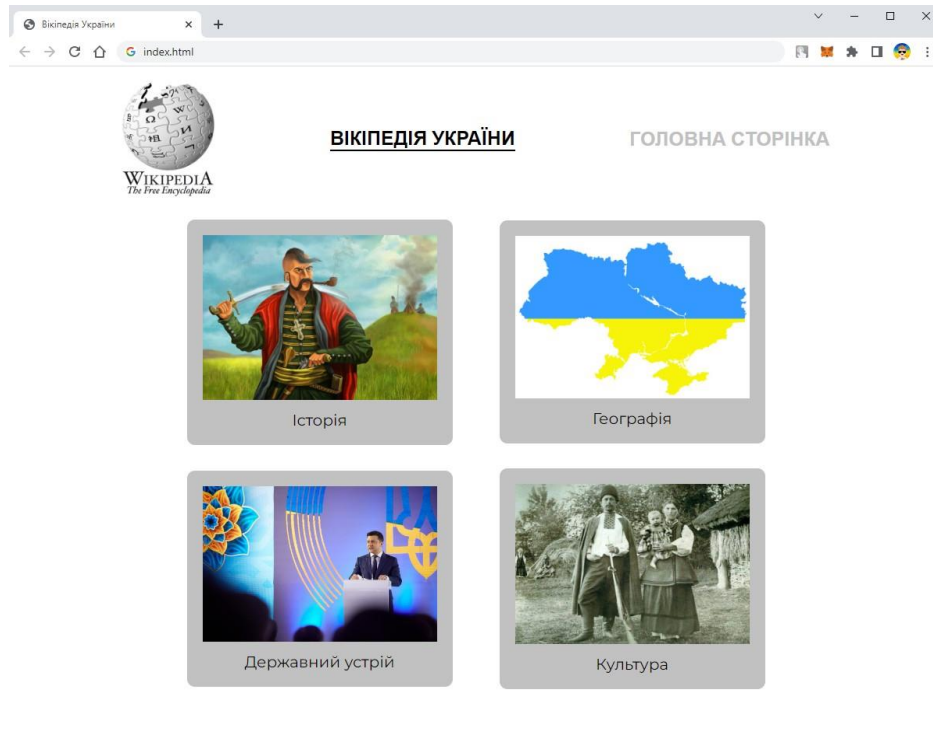 Вікіпедія України
index.html
WIKIPEDIA
The Free Encyclopedia
ВІКІПЕДІЯ УКРАЇНИ
ГОЛОВНА СТОРІНКА
Історія
Географія
Державний устрій
Культура